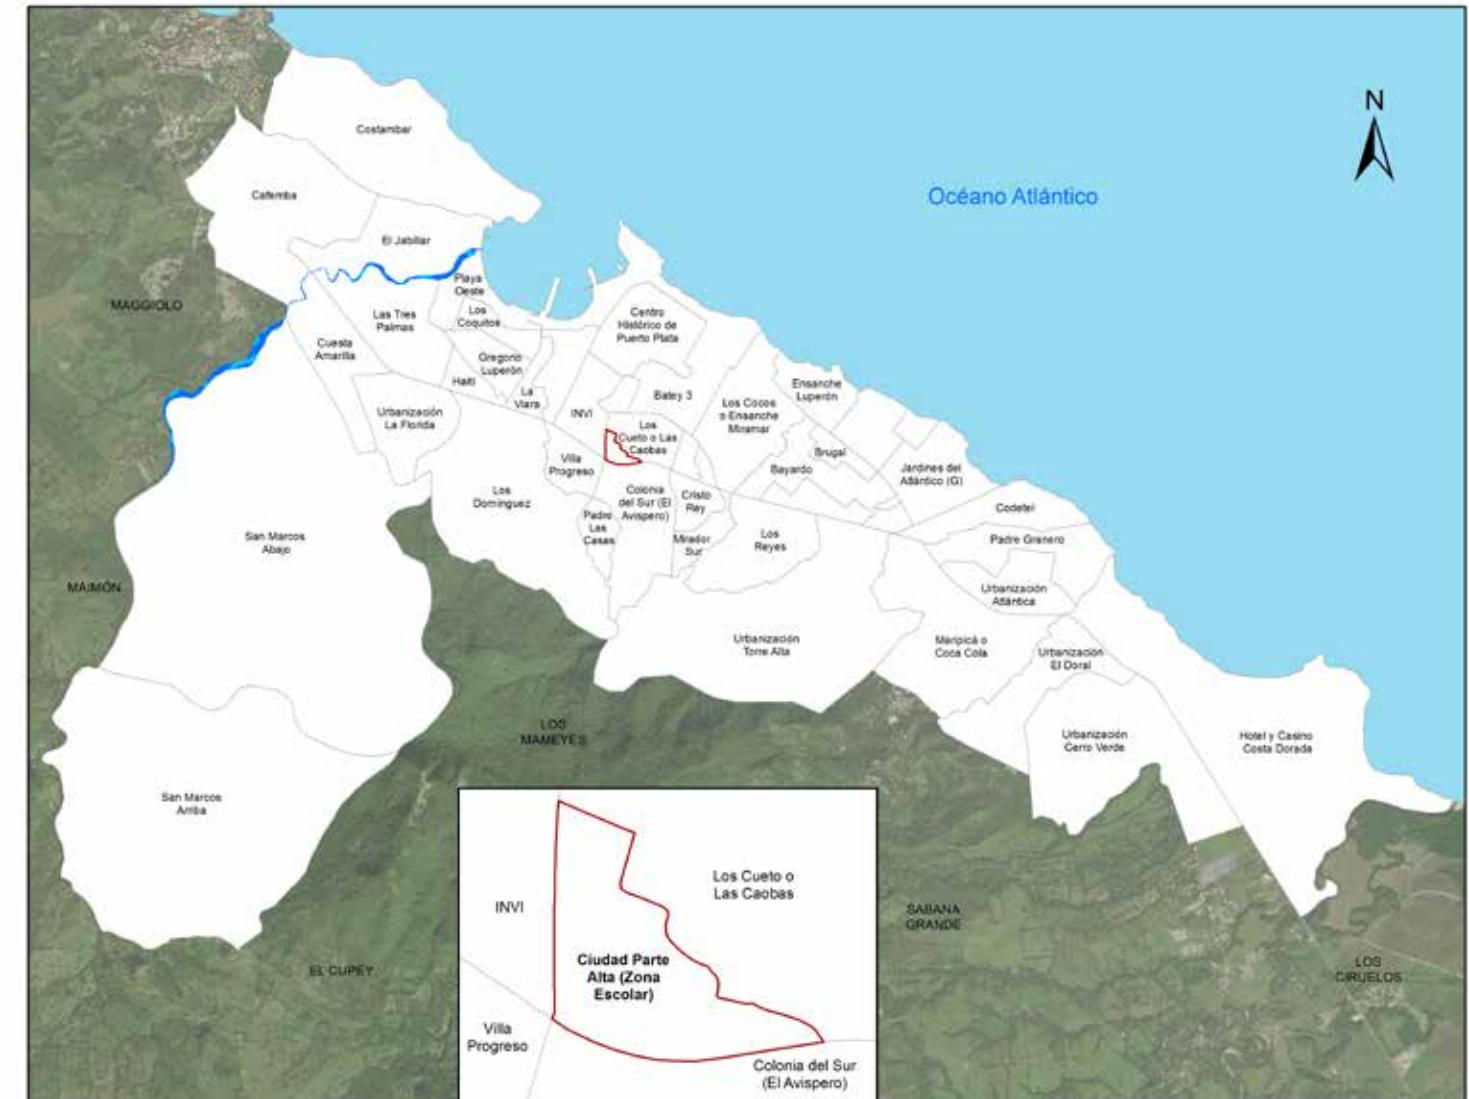 N
Costambar
Océano Atlántico
Cafemba
El Jabillar
MAGGIOLO
Playa
Oeste
Las Tres
Palmas
Los
Coquitos
Centro
Histórico de
Puerto Plata
Cuesta
Amarilla
Gregorio
Luperón
Haití
La
Viara
Urbanización
La Florida
INVI
Batey 3
Los Cocos
o Ensanche
Miramar
Ensanche
Luperón
Los
Cueto o Las
Caobas
Brugal
Bayardo
Jardines del
Atlántico (G)
Villa
Progreso
Los
Domínguez
Colonia
del Sur (El
Avispero)
Cristo
Rey
Codetel
Padre
Las
Casas
Mirador
Sur
Los
Reyes
Padre Granero
San Marcos
Abajo
MAIMÓN
Urbanización
Atlántica
Urbanización
Torre Alta
Maripicá o
Coca Cola
Urbanización
El Doral
LOS
MAMEYES
Urbanización
Cerro Verde
Hotel y Casino
Costa Dorada
San Marcos
Arriba
EL CUPEY
SABANA
GRANDE
LOS
CIRUELOS
Los Cueto o
Las Caobas
INVI
Ciudad Parte
Alta (Zona
Escolar)
Villa
Progreso
Colonia del Sur
(El Avispero)